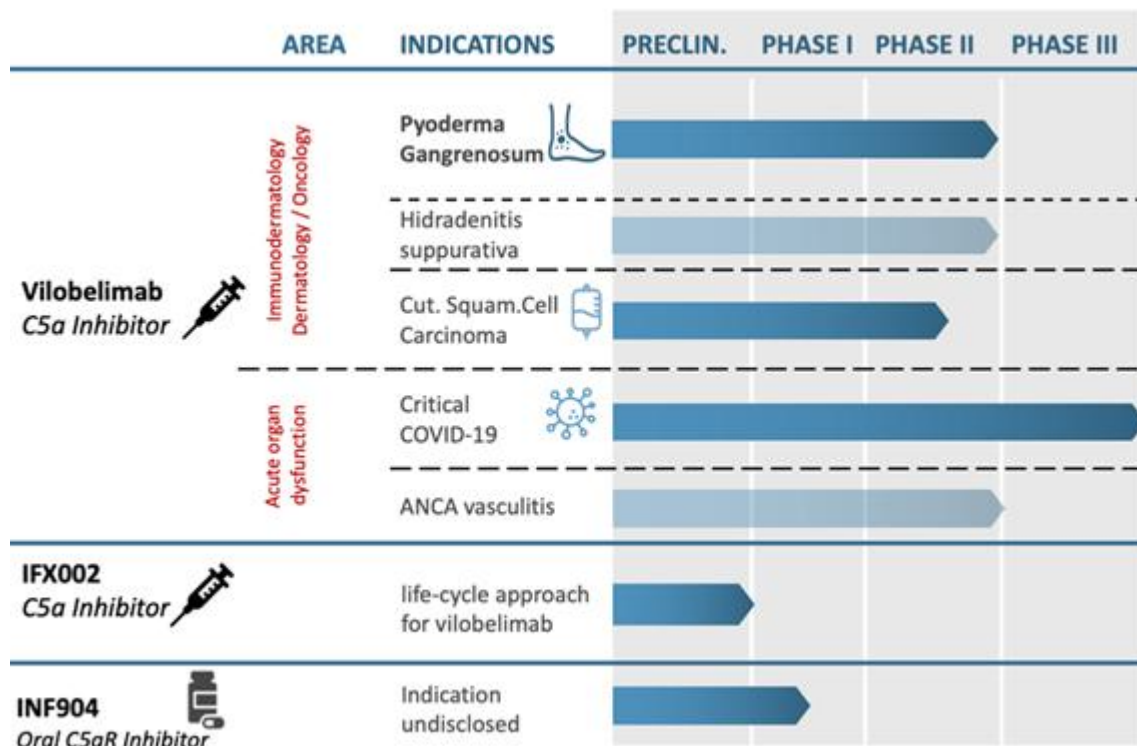 AREA INDICATIONS PRECLIN. PHASE I PHASE II PHASE III
Vilobelimab
C5a Inhibitor
Immunodermatology
Dermatology / Oncology
Pyoderma
Gangrenosum
Hidradenitis
suppurativa
Cut. Squam.Cell
Carcinoma
Acute organ
dysfunction
Critical
COVID-19
ANCA vasculitis
IFX002
C5a Inhibitor
life-cycle approach
for vilobelimab
INF904
Oral C5aR Inhibitor
Indication
undisclosed